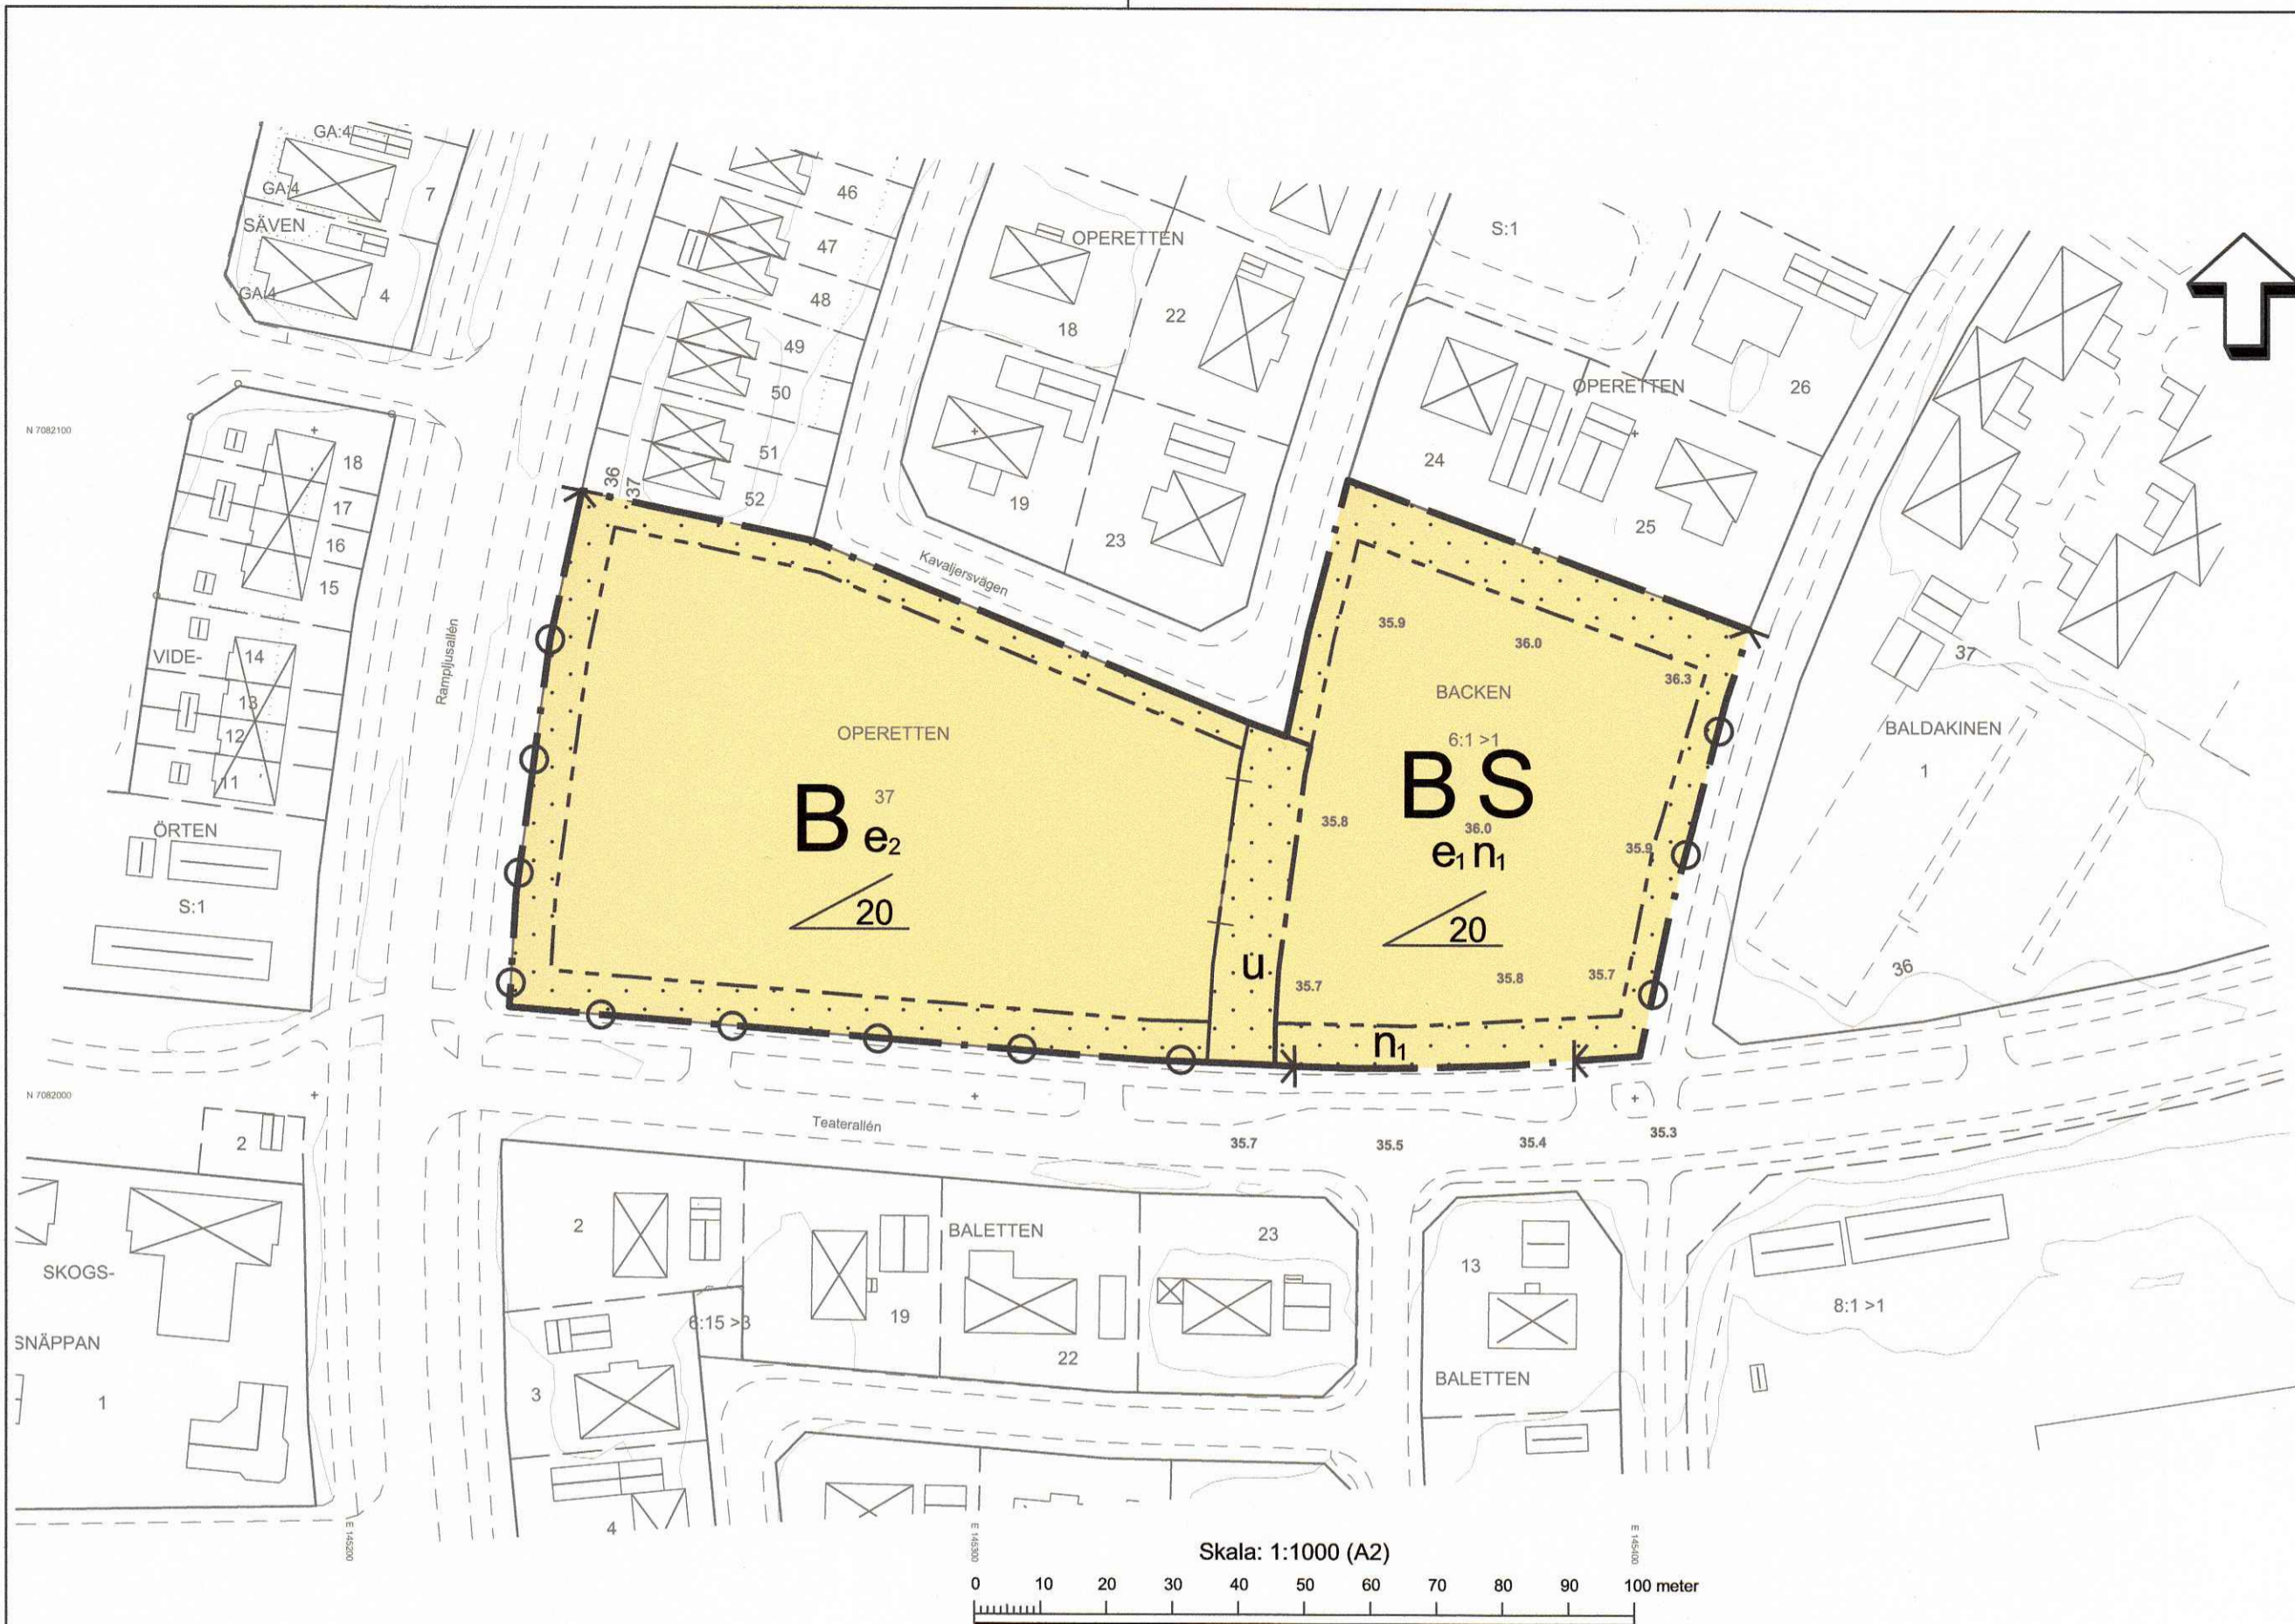 GA:4
GA:4
7
SÄVEN
GA:4
4
46
47
48
49
50
51
52
OPERETTEN
18
22
19
23
S:1
OPERETTEN
24
25
26
N 7082100
18
17
16
15
VIDE-
14
13
12
11
ÖRTEN
S:1
Rampljusallén
36
37
Kavaljersvägen
OPERETTEN
37
B e₂
20
u
35.9
36.0
36.3
BACKEN
6:1 >1
B S
36.0
e₁ n₁
35.8
35.9
20
35.7
35.8
35.7
n₁
37
BALDAKINEN
1
36
N 7082000
Teaterallén
35.7
35.5
35.4
35.3
2
SKOGS-
SNÄPPAN
1
2
BALETTEN
23
19
6:15 >3
22
3
4
13
BALETTEN
8:1 >1
E 145200
E 145300
E 145400
Skala: 1:1000 (A2)
0 10 20 30 40 50 60 70 80 90 100 meter